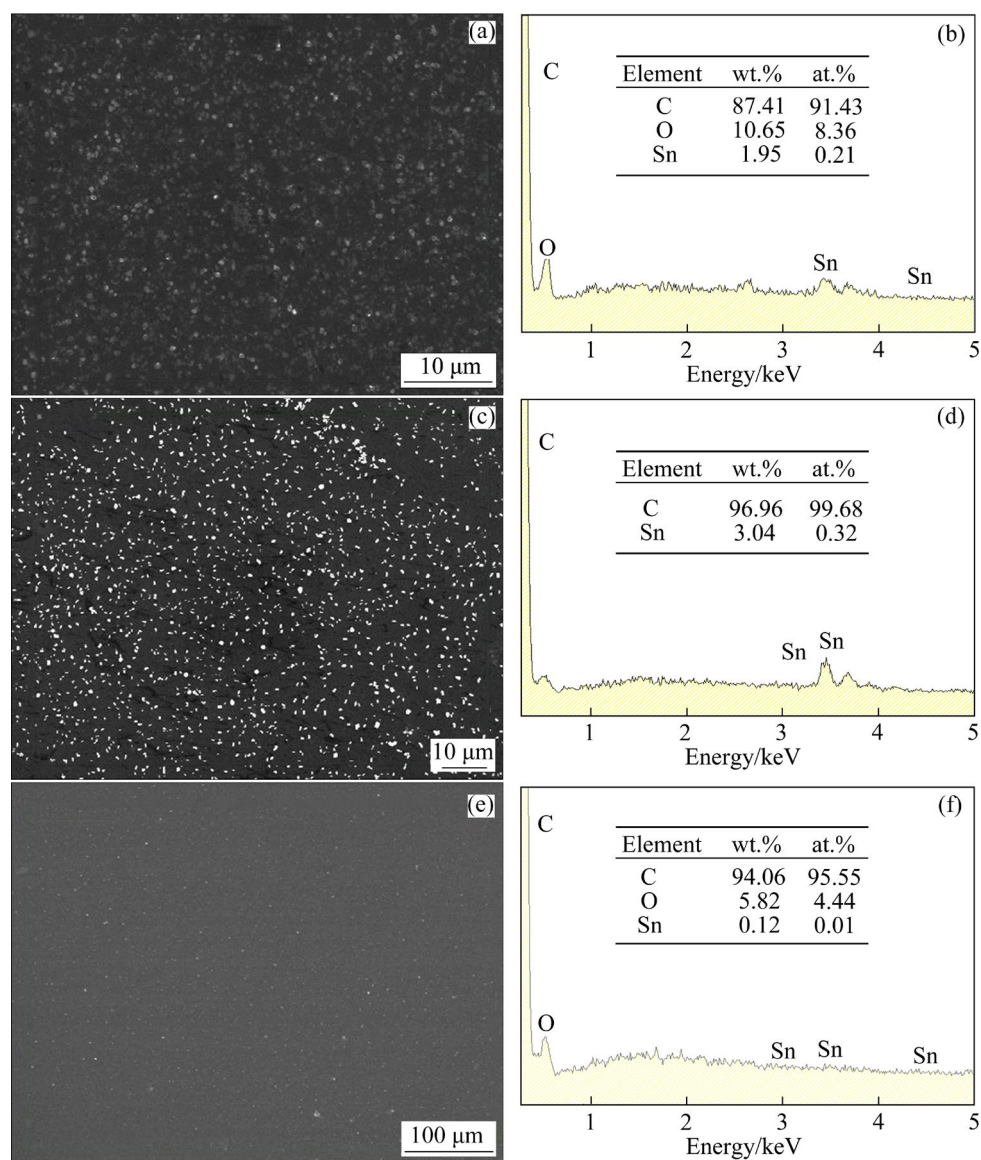 (a)
10 μm
(b)
C
Element wt.% at.%
C 87.41 91.43
O 10.65 8.36
Sn 1.95 0.21
O
Sn
Sn
1 2 3 4 5
Energy/keV
(c)
10 μm
(d)
C
Element wt.% at.%
C 96.96 99.68
Sn 3.04 0.32
Sn
Sn
1 2 3 4 5
Energy/keV
(e)
100 μm
(f)
C
Element wt.% at.%
C 94.06 95.55
O 5.82 4.44
Sn 0.12 0.01
O
Sn Sn Sn
1 2 3 4 5
Energy/keV